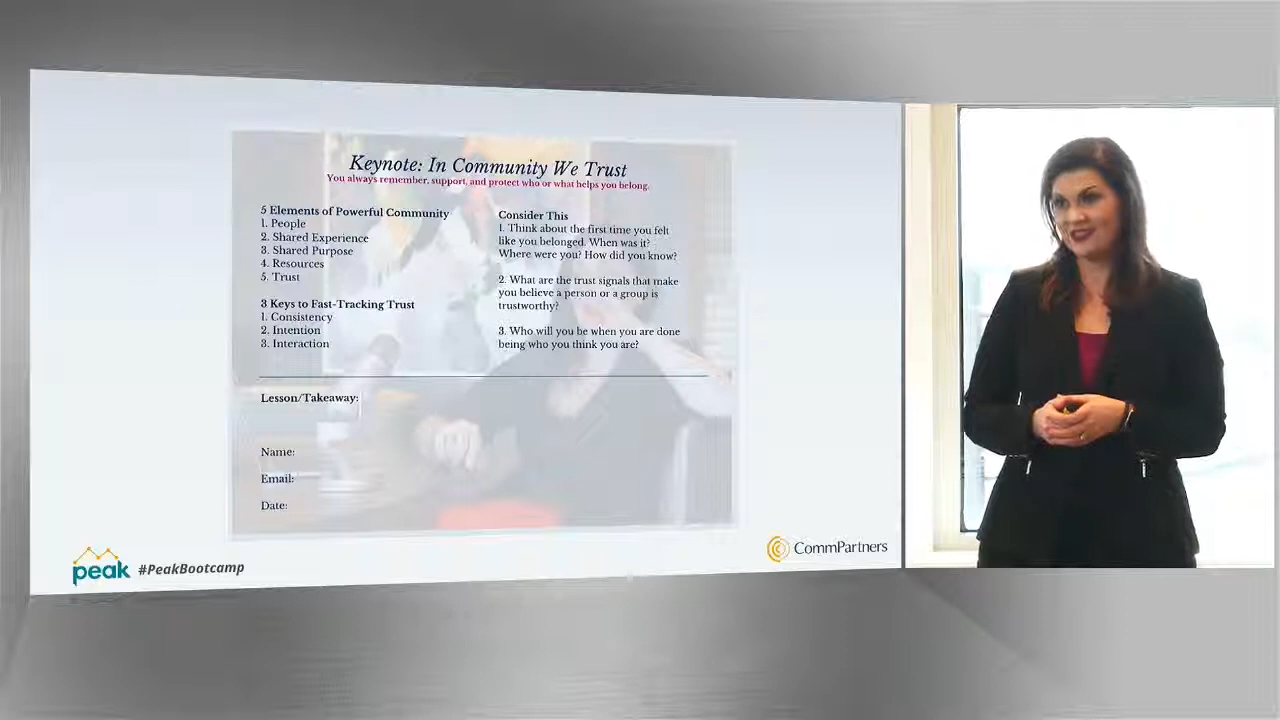 Keynote: In Community We Trust
You always remember, support, and protect who or what helps you belong.
5 Elements of Powerful Community
1. People
2. Shared Experience
3. Shared Purpose
4. Resources
5. Trust
3 Keys to Fast-Tracking Trust
1. Consistency
2. Intention
3. Interaction
Consider This
1. Think about the first time you felt
like you belonged. When was it?
Where were you? How did you know?
2. What are the trust signals that make
you believe a person or a group is
trustworthy?
3. Who will you be when you are done
being who you think you are?
Lesson/Takeaway:
Name:
Email:
Date:
peak #PeakBootcamp
CommPartners